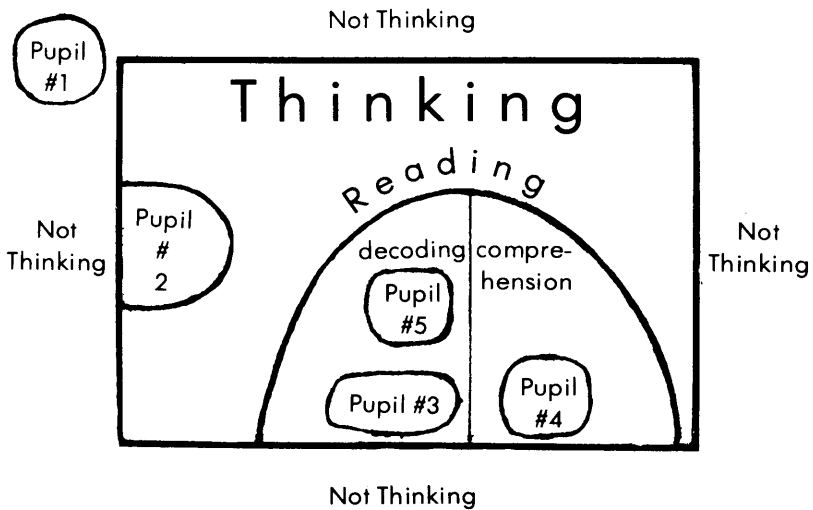 Not Thinking
Pupil
#1
Thinking
Reading
Not
Thinking
Pupil
#
2
decoding
compre-
hension
Pupil
#5
Pupil #3
Pupil
#4
Not
Thinking
Not Thinking